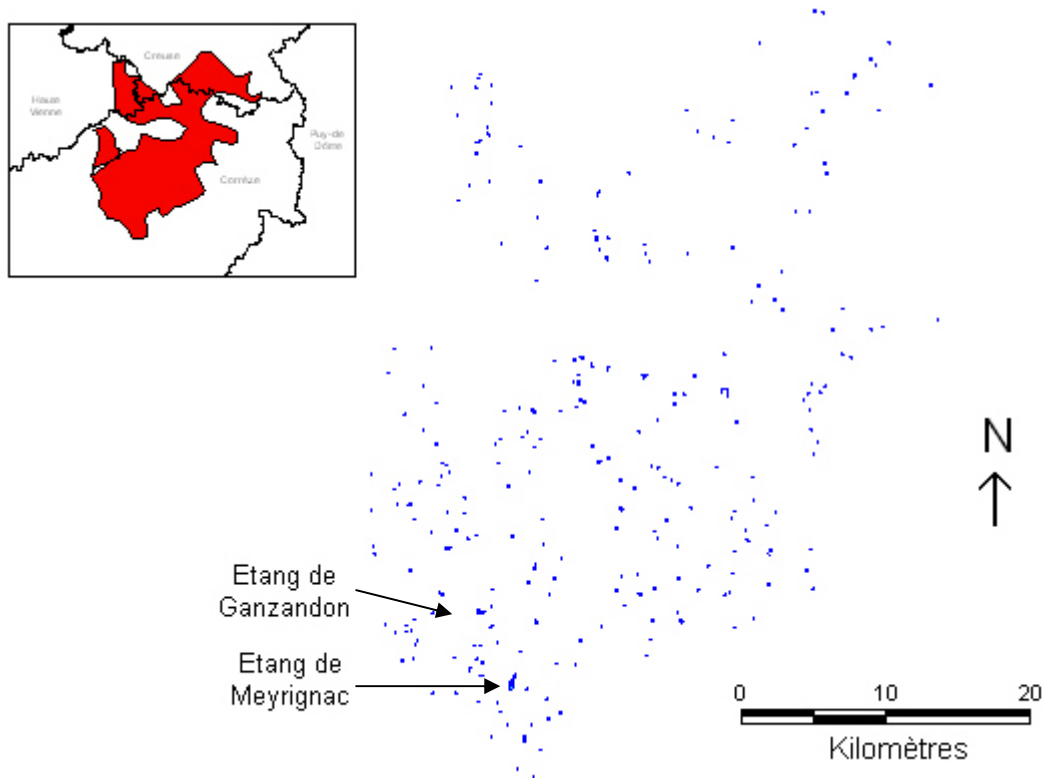 Creuse
Haute
Vienne
Puy-de
Dôme
Corrèze
N
Etang de
Ganzandon
Etang de
Meyrignac
0
10
20
Kilomètres